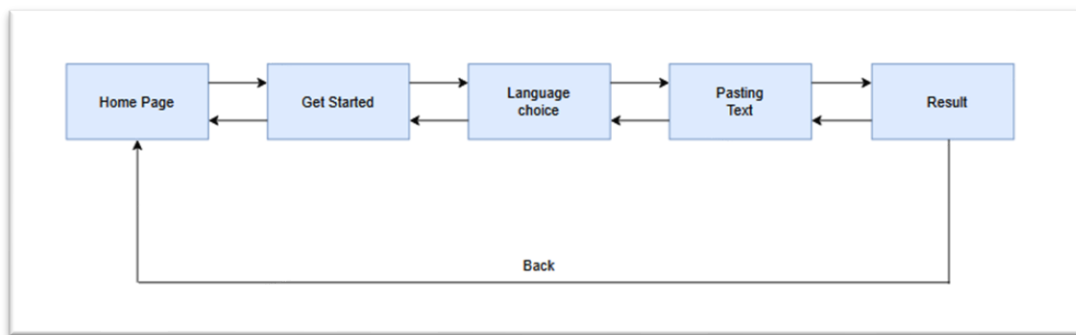 Home Page
Get Started
Language
choice
Pasting
Text
Result
Back